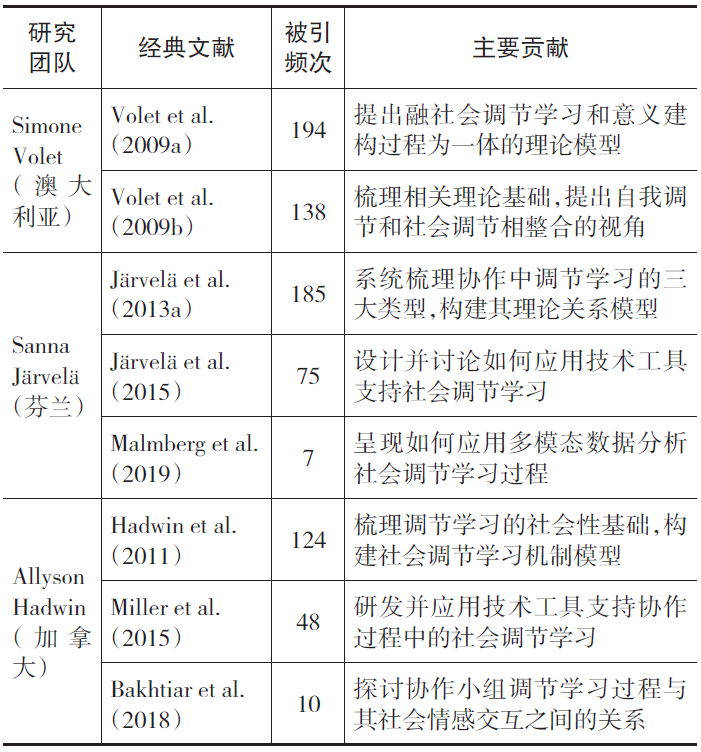 研究
团队
经典文献
被引
频次
主要贡献
Simone
Volet
(澳大
利亚)
Volet et al.
(2009a)
194
提出融社会调节学习和意义建
构过程为一体的理论模型
Volet et al.
(2009b)
138
梳理相关理论基础,提出自我调
节和社会调节相整合的视角
Sanna
Järvelä
(芬兰)
Järvelä et al.
(2013a)
185
系统梳理协作中调节学习的三
大类型,构建其理论关系模型
Järvelä et al.
(2015)
75
设计并讨论如何应用技术工具
支持社会调节学习
Malmberg et al.
(2019)
7
呈现如何应用多模态数据分析
社会调节学习过程
Allyson
Hadwin
(加拿
大)
Hadwin et al.
(2011)
124
梳理调节学习的社会性基础,构
建社会调节学习机制模型
Miller et al.
(2015)
48
研发并应用技术工具支持协作
过程中的社会调节学习
Bakhtiar et al.
(2018)
10
探讨协作小组调节学习过程与
其社会情感交互之间的关系